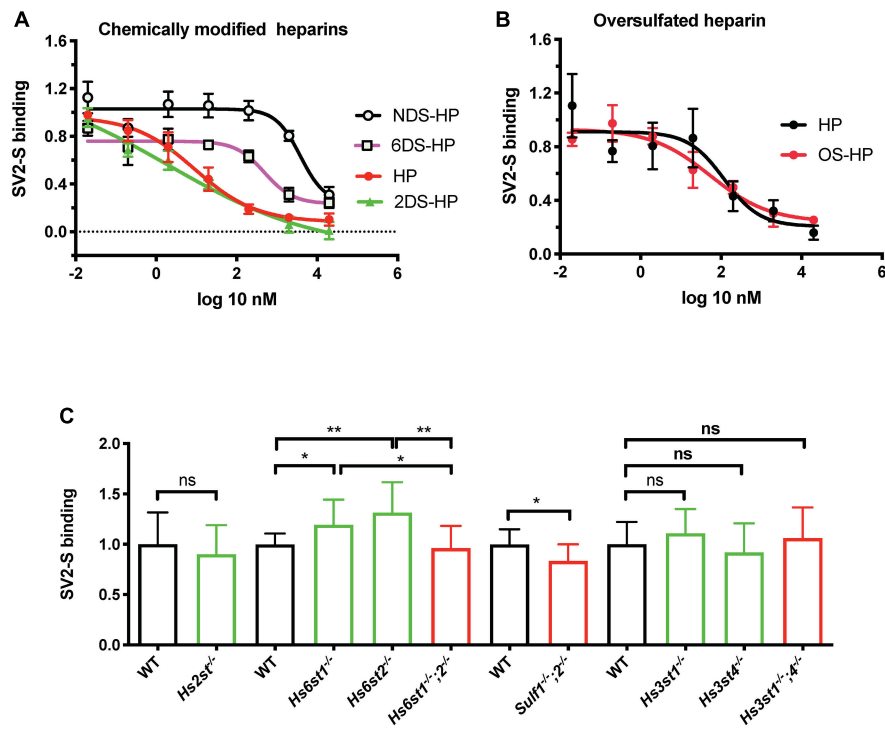 A
Chemically modified heparins
SV2-S binding
1.6
1.2
0.8
0.4
0.0
-2
0
2
4
6
log 10 nM
NDS-HP
6DS-HP
HP
2DS-HP
B
Oversulfated heparin
SV2-S binding
1.6
1.2
0.8
0.4
0.0
-2
0
2
4
6
log 10 nM
HP
OS-HP
C
SV2-S binding
2.0
1.5
1.0
0.5
0.0
ns
**
**
*
*
*
ns
ns
ns
WT
Hs2st-/-
WT
Hs6st1-/-
Hs6st2-/-
Hs6st1-/-;2-/-
WT
Sulf1-/-;2-/-
WT
Hs3st1-/-
Hs3st4-/-
Hs3st1-/-;4-/-